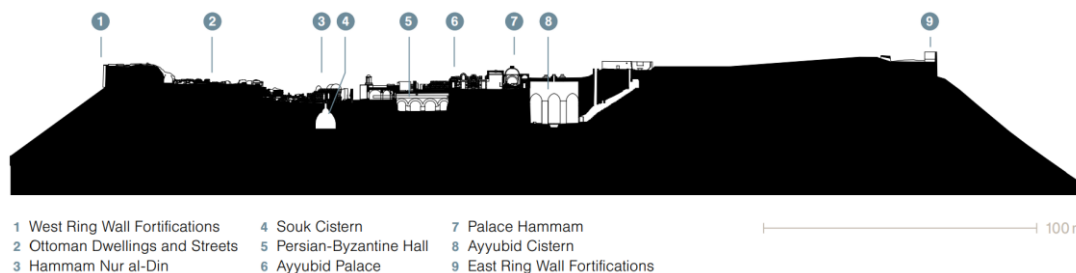 1 2 3 4 5 6 7 8 9
1 West Ring Wall Fortifications
2 Ottoman Dwellings and Streets
3 Hammam Nur al-Din
4 Souk Cistern
5 Persian-Byzantine Hall
6 Ayyubid Palace
7 Palace Hammam
8 Ayyubid Cistern
9 East Ring Wall Fortifications
100 m